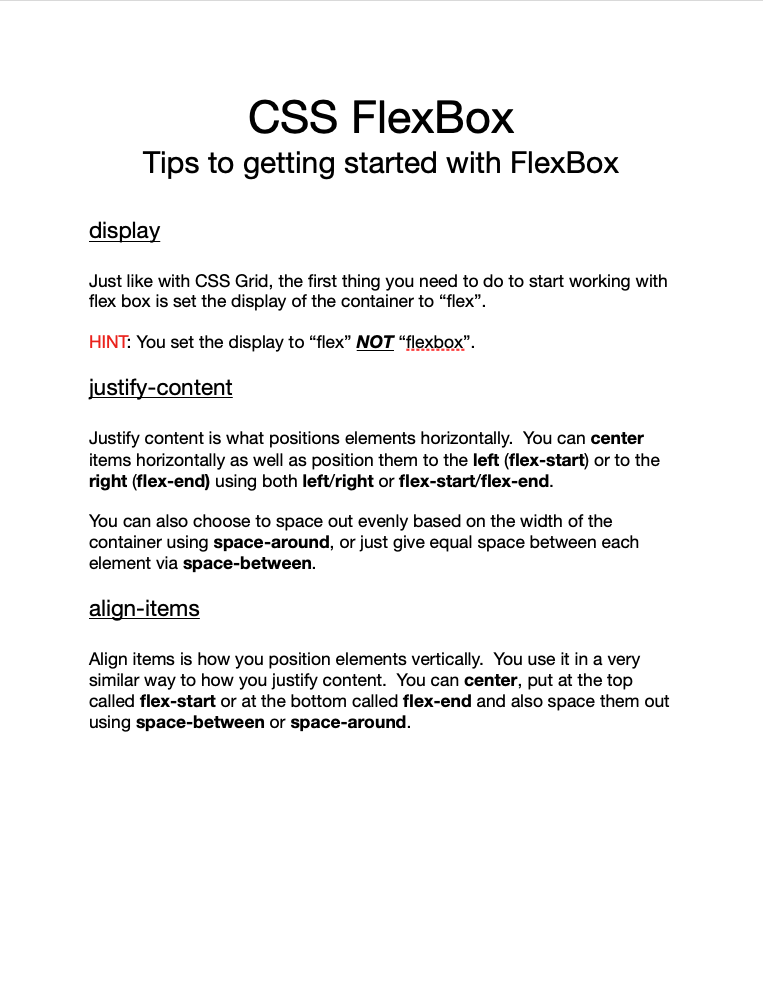 CSS FlexBox
Tips to getting started with FlexBox
display
Just like with CSS Grid, the first thing you need to do to start working with
flex box is set the display of the container to “flex”.
HINT: You set the display to “flex” NOT “flexbox”.
justify-content
Justify content is what positions elements horizontally.  You can center
items horizontally as well as position them to the left (flex-start) or to the
right (flex-end) using both left/right or flex-start/flex-end.
You can also choose to space out evenly based on the width of the
container using space-around, or just give equal space between each
element via space-between.
align-items
Align items is how you position elements vertically.  You use it in a very
similar way to how you justify content.  You can center, put at the top
called flex-start or at the bottom called flex-end and also space them out
using space-between or space-around.